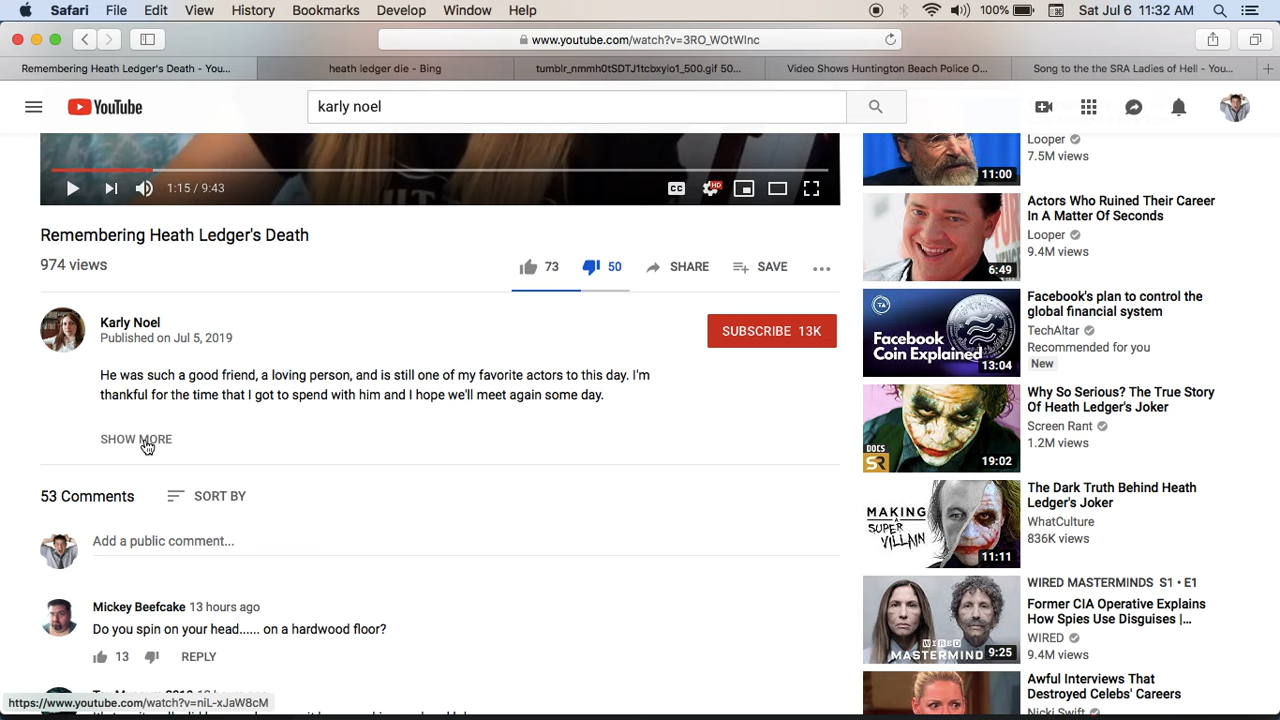 Safari File Edit View History Bookmarks Develop Window Help 100% Sat Jul 6 11:32 AM
www.youtube.com/watch?v=3RO_WOtWlnc
Remembering Heath Ledger's Death - You...
heath ledger die - Bing
tumblr_nmmh0tSDTJ1tcbxylo1_500.gif 50...
Video Shows Huntington Beach Police O...
Song to the the SRA Ladies of Hell - You...
YouTube
karly noel
1:15 / 9:43
CC
HD
Remembering Heath Ledger's Death
974 views
73
50
SHARE
SAVE
Karly Noel
Published on Jul 5, 2019
SUBSCRIBE 13K
He was such a good friend, a loving person, and is still one of my favorite actors to this day. I'm
thankful for the time that I got to spend with him and I hope we'll meet again some day.
SHOW MORE
53 Comments
SORT BY
Add a public comment...
Mickey Beefcake 13 hours ago
Do you spin on your head...... on a hardwood floor?
13
REPLY
https://www.youtube.com/watch?v=niL-xJaW8cM
Looper
7.5M views
11:00
Actors Who Ruined Their Career
In A Matter Of Seconds
Looper
9.4M views
6:49
Facebook's plan to control the
global financial system
TechAltar
Recommended for you
New
TA
Facebook
Coin Explained
13:04
Why So Serious? The True Story
Of Heath Ledger's Joker
Screen Rant
1.2M views
DOCS
SR
19:02
The Dark Truth Behind Heath
Ledger's Joker
WhatCulture
836K views
MAKING
A
SUPER
VILLAIN
11:11
WIRED MASTERMINDS S1 • E1
Former CIA Operative Explains
How Spies Use Disguises |...
WIRED
9.4M views
WIRED
MASTERMIND
9:25
Awful Interviews That
Destroyed Celebs' Careers
Nicki Swift